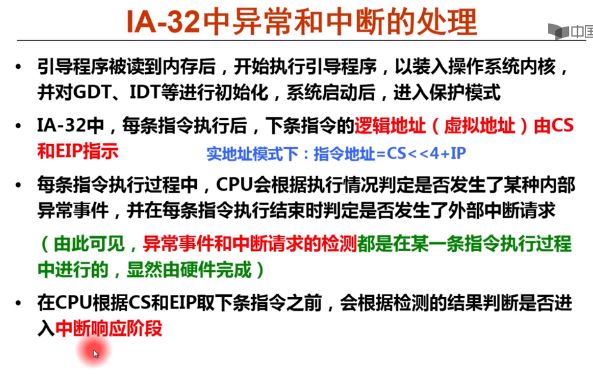 IA-32中异常和中断的处理
中国
• 引导程序被读到内存后，开始执行引导程序，以装入操作系统内核，
并对GDT、IDT等进行初始化，系统启动后，进入保护模式
• IA-32中，每条指令执行后，下条指令的逻辑地址（虚拟地址）由CS
和EIP指示
实地址模式下：指令地址=CS<<4+IP
• 每条指令执行过程中，CPU会根据执行情况判定是否发生了某种内部
异常事件，并在每条指令执行结束时判定是否发生了外部中断请求
（由此可见，异常事件和中断请求的检测都是在某一条指令执行过程
中进行的，显然由硬件完成）
• 在CPU根据CS和EIP取下条指令之前，会根据检测的结果判断是否进
入中断响应阶段